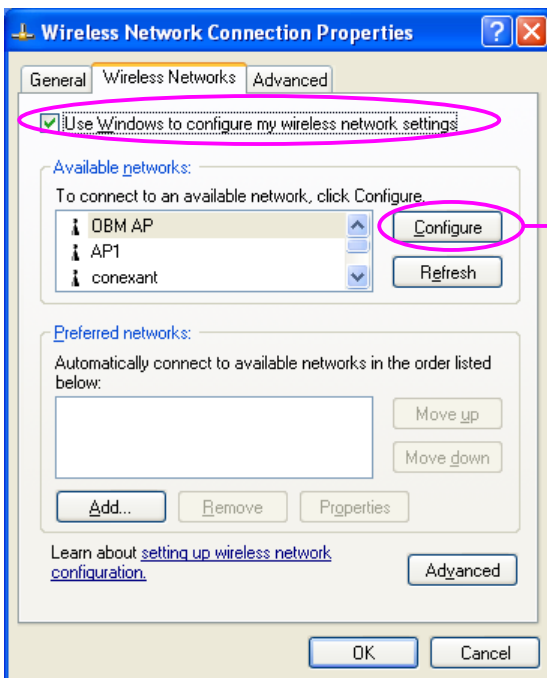 Wireless Network Connection Properties
General Wireless Networks Advanced
Use Windows to configure my wireless network settings
Available networks:
To connect to an available network, click Configure.
OBM AP
AP1
conexant
Configure
Refresh
Preferred networks:
Automatically connect to available networks in the order listed
below:
Move up
Move down
Add... Remove Properties
Learn about setting up wireless network
configuration.
Advanced
OK Cancel